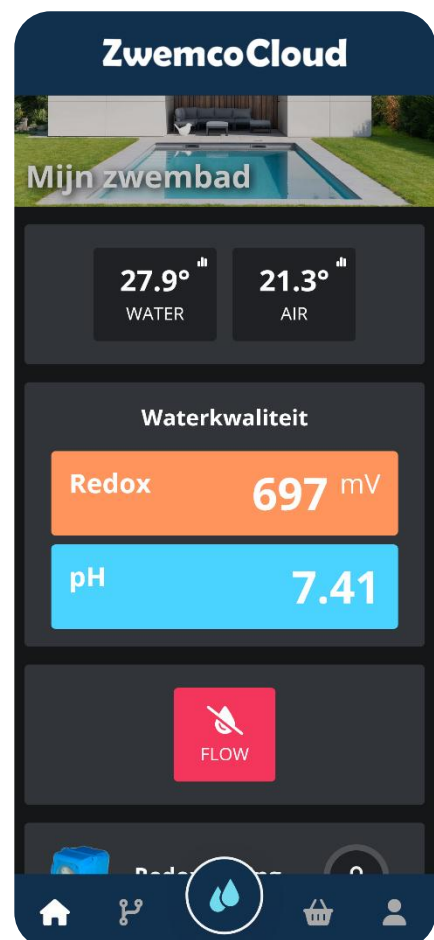 ZwemcoCloud
Mijn zwembad
27.9°
WATER
21.3°
AIR
Waterkwaliteit
Redox 697 mV
pH 7.41
FLOW